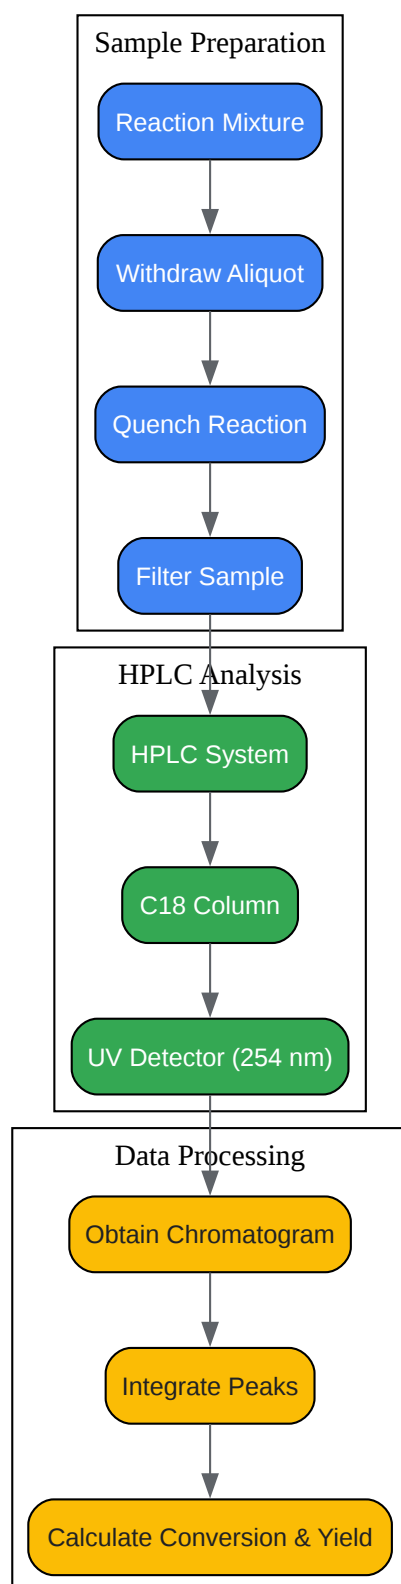 Sample Preparation
Reaction Mixture
Withdraw Aliquot
Quench Reaction
Filter Sample
HPLC Analysis
HPLC System
C18 Column
UV Detector (254 nm)
Data Processing
Obtain Chromatogram
Integrate Peaks
Calculate Conversion & Yield